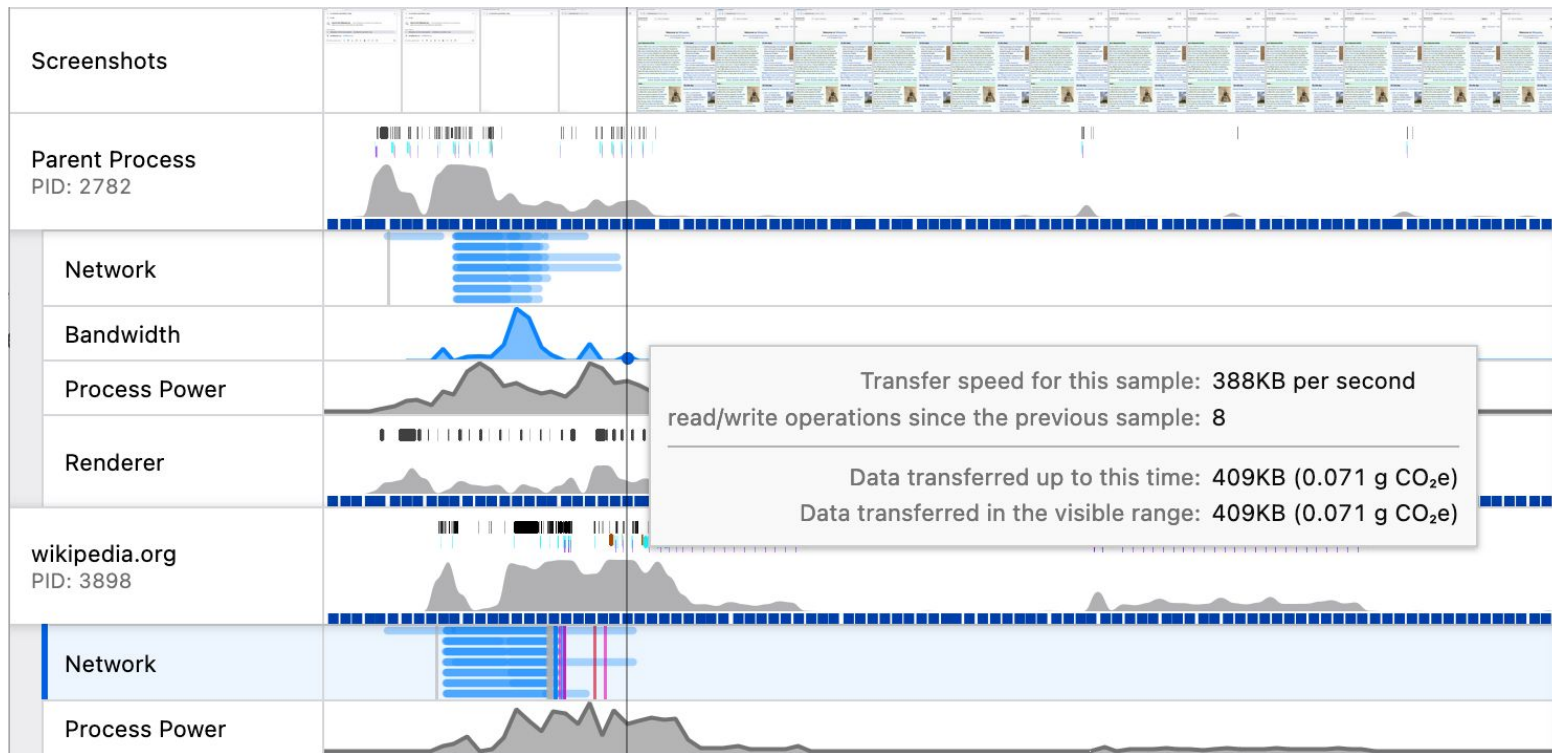 Screenshots
Parent Process
PID: 2782
Network
Bandwidth
Process Power
Transfer speed for this sample: 388KB per second
read/write operations since the previous sample: 8
Renderer
Data transferred up to this time: 409KB (0.071 g CO₂e)
Data transferred in the visible range: 409KB (0.071 g CO₂e)
wikipedia.org
PID: 3898
Network
Process Power